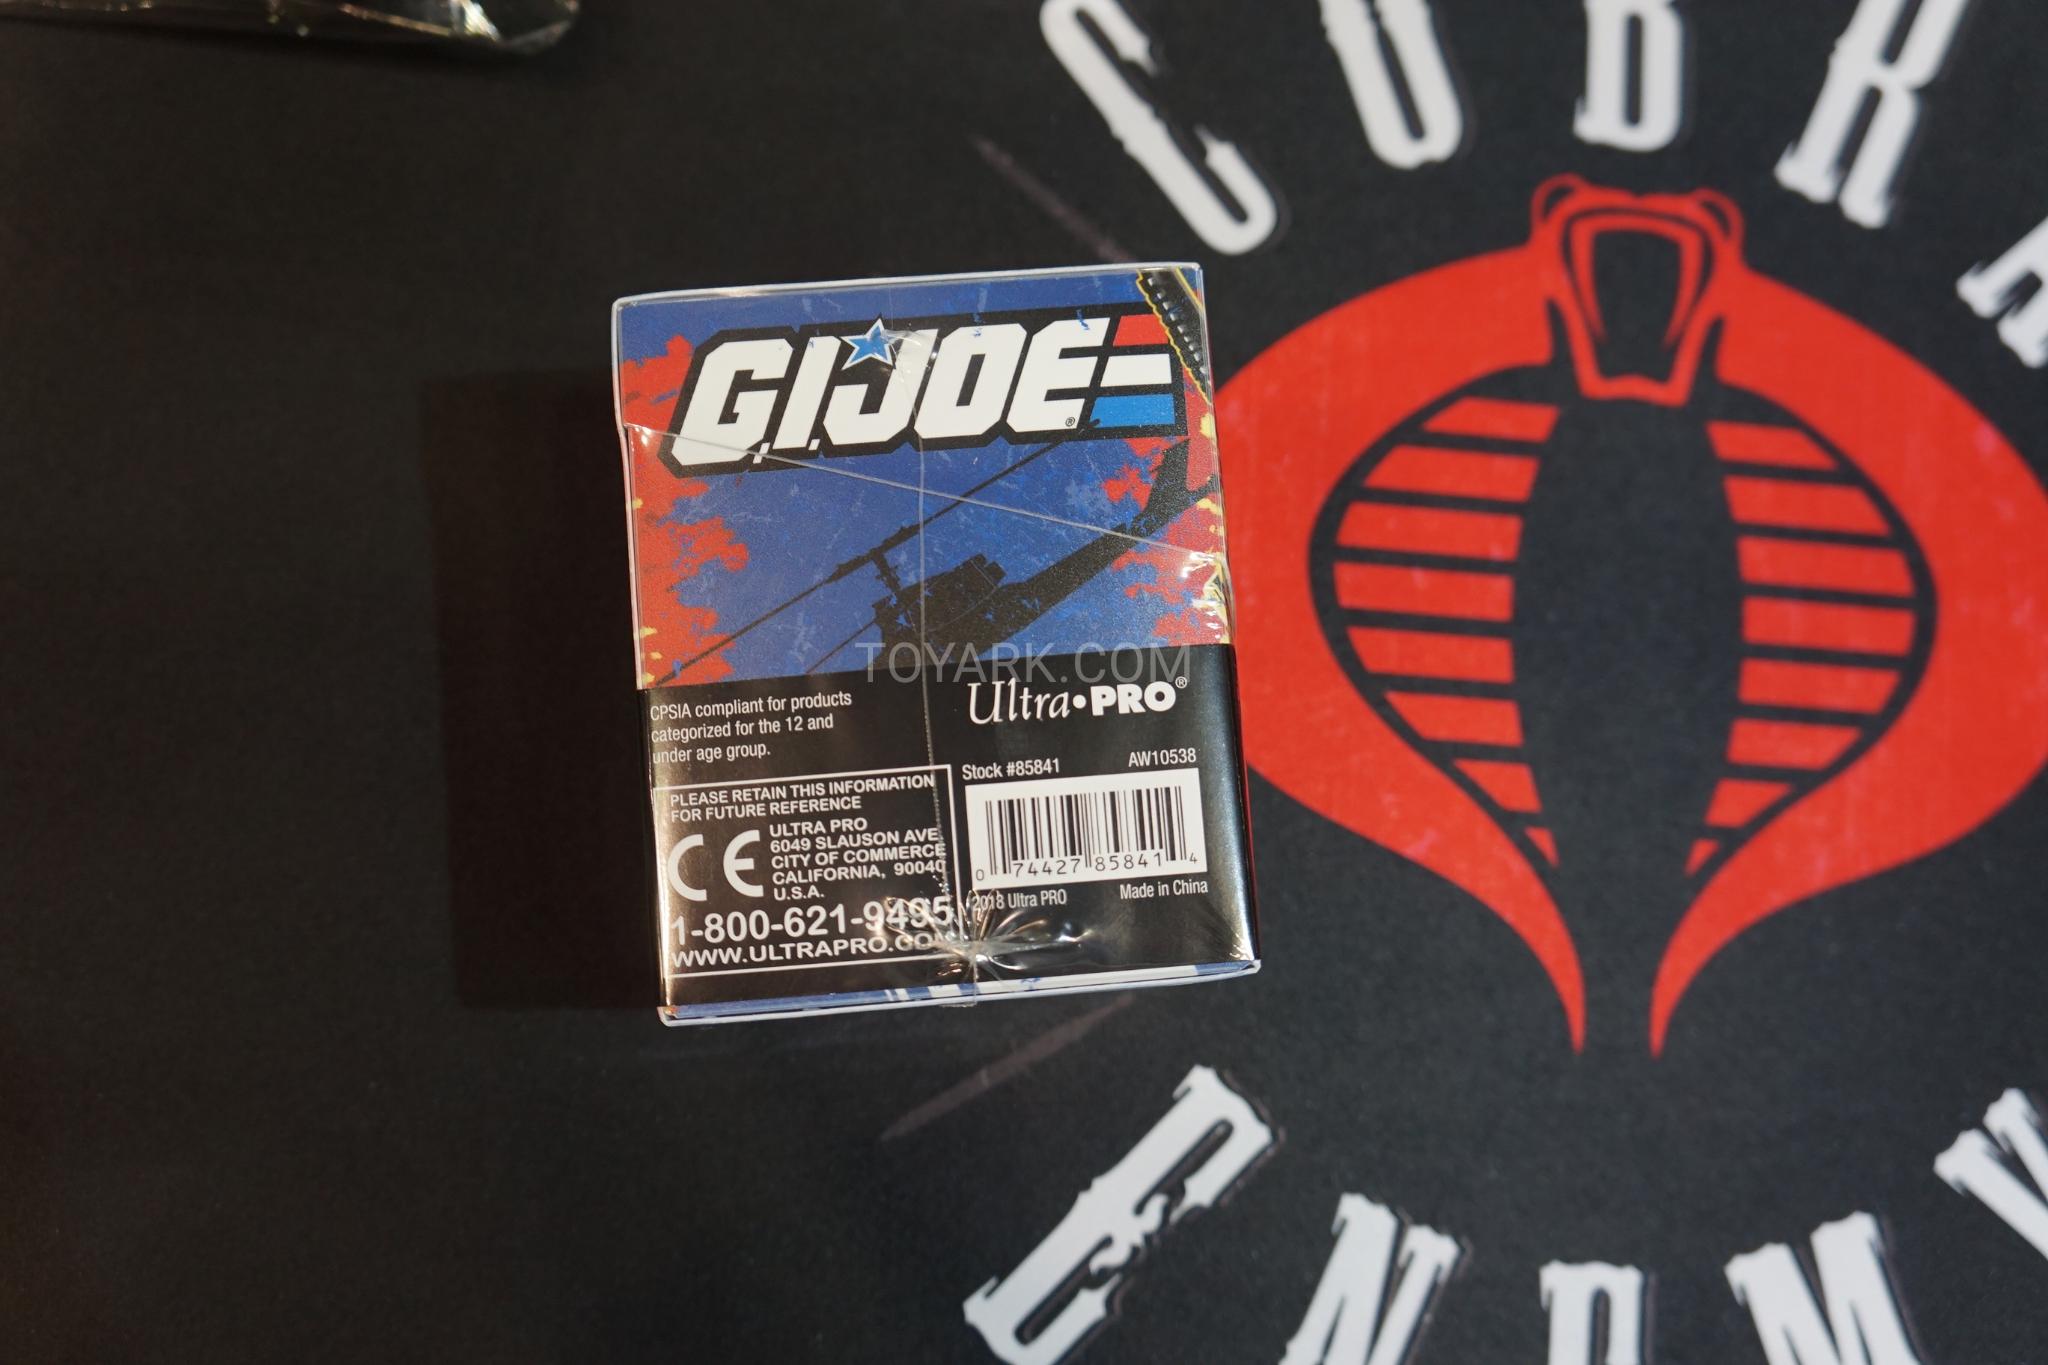 COBRA
G.I.JOE®
TOYARK.COM
CPSIA compliant for products
categorized for the 12 and
under age group.
PLEASE RETAIN THIS INFORMATION
FOR FUTURE REFERENCE
CE
ULTRA PRO
6049 SLAUSON AVE
CITY OF COMMERCE
CALIFORNIA, 90040
U.S.A.
1-800-621-9495
WWW.ULTRAPRO.COM
Ultra•PRO®
Stock #85841 AW10538
0 74427 85841 4
2018 Ultra PRO Made in China
ENEMY